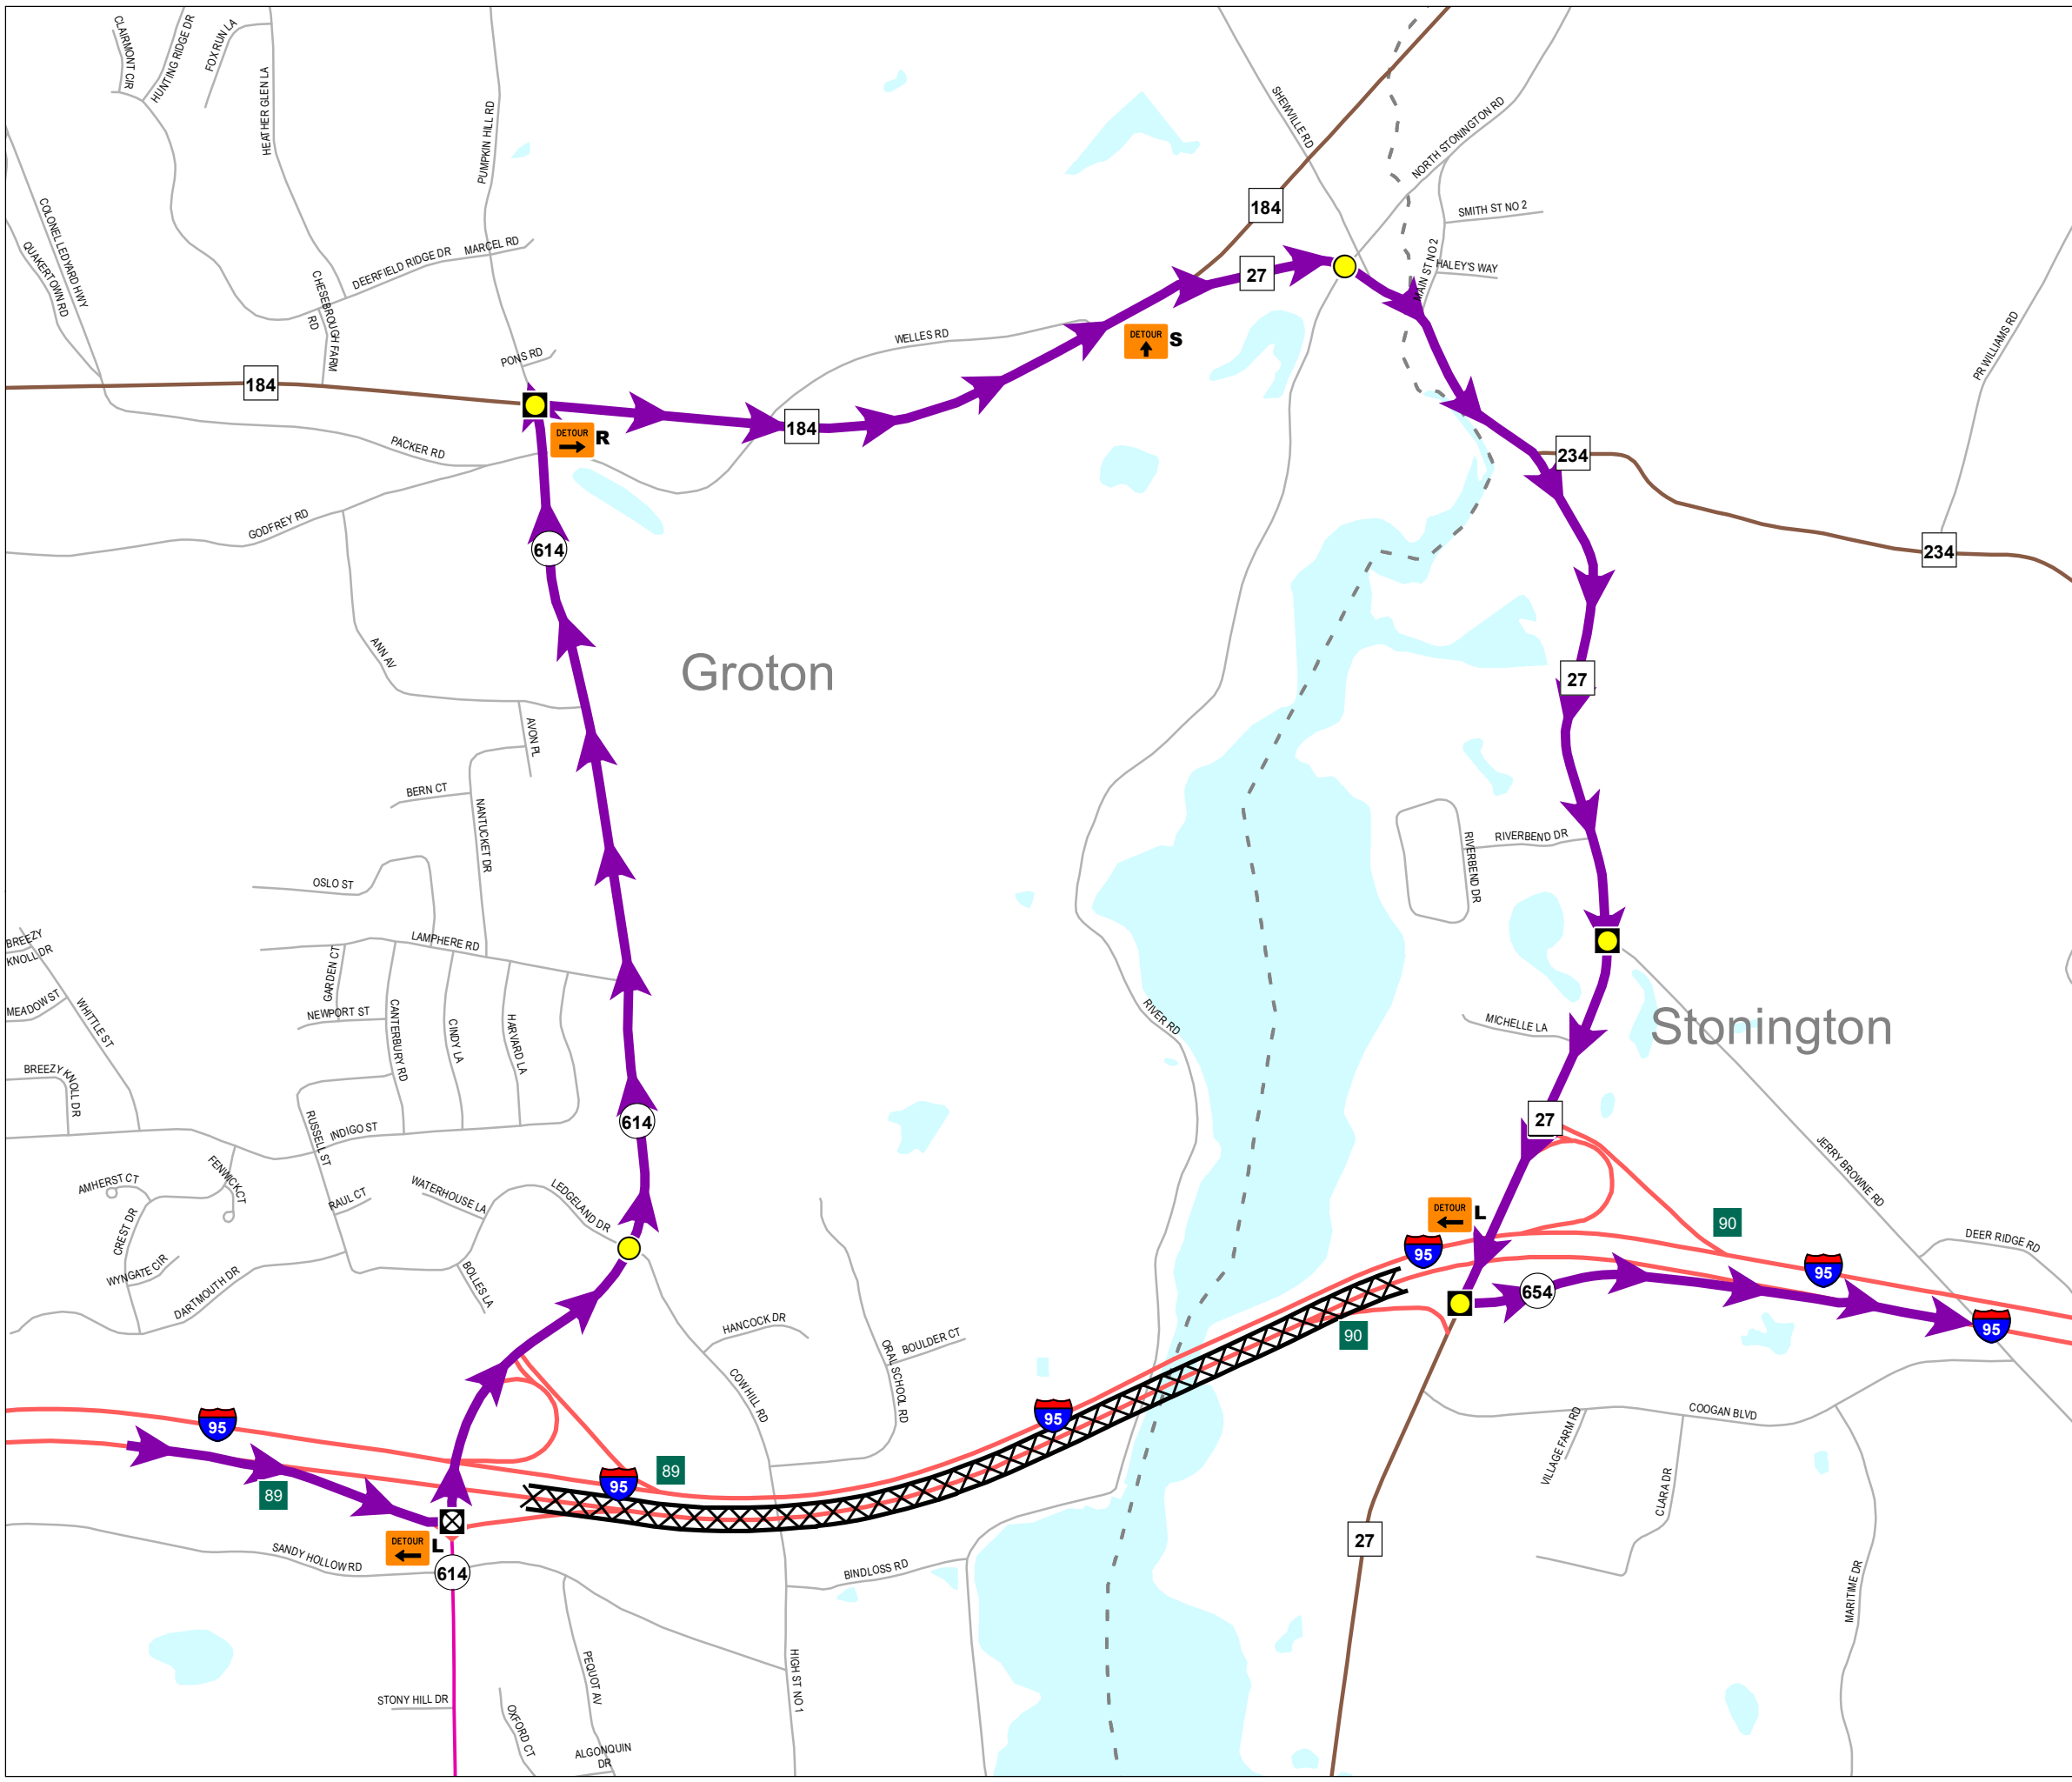 CLAIRMONT CIR
HUNTING RIDGE DR
FOX RUN LA
HEATHER GLEN LA
PUMPKIN HILL RD
COLONEL LEDYARD HWY
QUAKERTOWN RD
CHESEBROUGH FARM
RD
DEERFIELD RIDGE DR
MARCEL RD
PONS RD
SHEWVILLE RD
NORTH STONINGTON RD
SMITH ST NO 2
MAIN ST NO 2
HALEY'S WAY
PR WILLIAMS RD
184
27
WELLES RD
DETOUR
S
184
DETOUR
R
184
PACKER RD
GODFREY RD
614
234
234
ANN AV
Groton
27
AVON PL
BERN CT
NANTUCKET DR
OSLO ST
LAMPHERE RD
RIVERBEND DR
RIVERBEND DR
BREEZY
KNOLL DR
MEADOW ST
WHITTLE ST
BREEZY KNOLL DR
GARDEN CT
NEWPORT ST
CANTERBURY RD
CINDY LA
HARVARD LA
RIVER RD
MICHELLE LA
Stonington
614
27
RUSSELL ST
INDIGO ST
JERRY BROWNE RD
AMHERST CT
FENWICK CT
CREST DR
WYNGATE CIR
RAUL CT
WATERHOUSE LA
LEDGELAND DR
DARTMOUTH DR
BOLLES LA
DETOUR
L
90
95
95
DEER RIDGE RD
654
95
90
HANCOCK DR
BOULDER CT
ORAL SCHOOL RD
COW HILL RD
95
95
89
95
89
COOGAN BLVD
VILLAGE FARM RD
CLARA DR
MARITIME DR
DETOUR
L
SANDY HOLLOW RD
614
BINDLOSS RD
27
STONY HILL DR
OXFORD CT
PEQUOT AV
ALGONQUIN
DR
HIGH ST NO 1